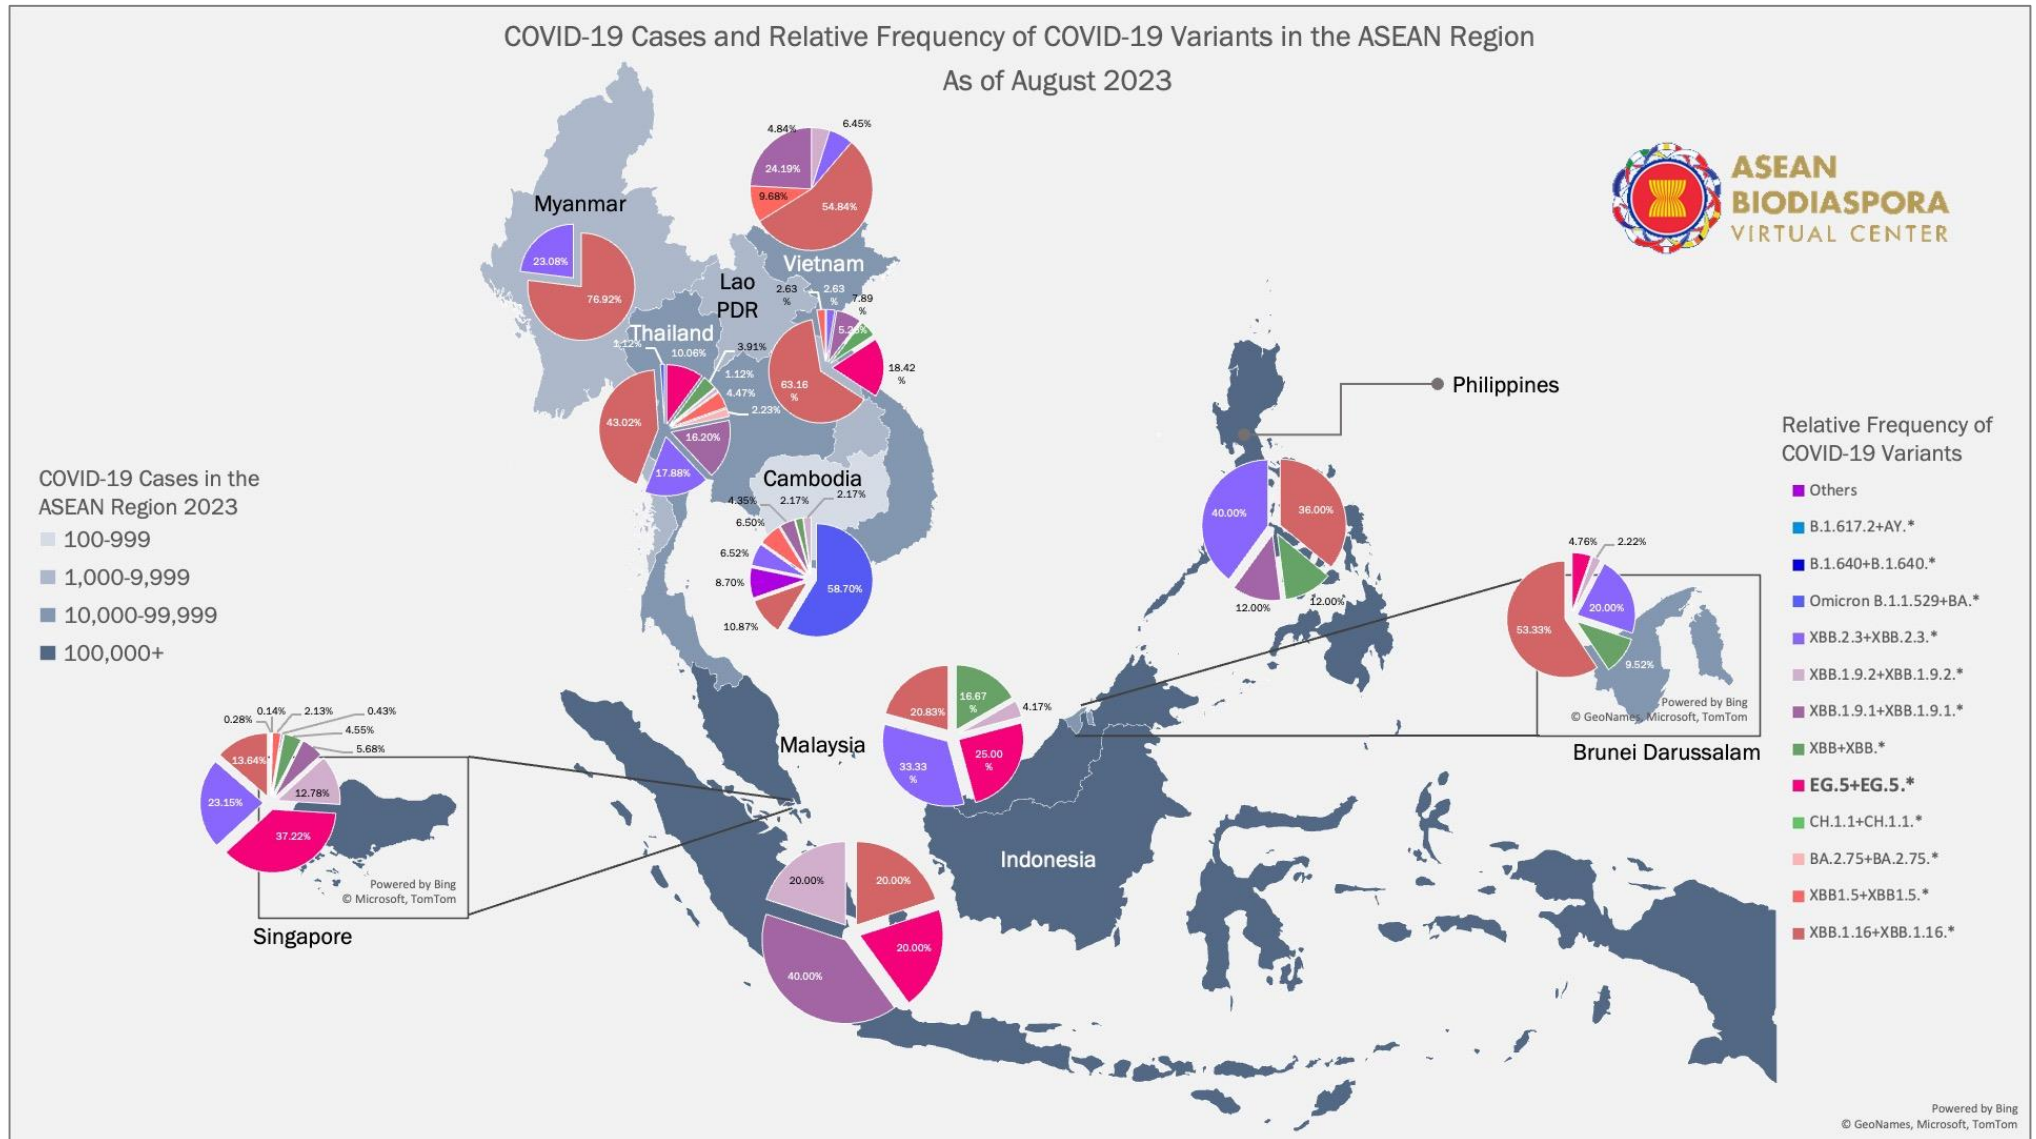 COVID-19 Cases and Relative Frequency of COVID-19 Variants in the ASEAN Region
As of August 2023
ASEAN
BIODIASPORA
VIRTUAL CENTER
4.84%
6.45%
24.19%
9.68%
54.84%
Vietnam
Myanmar
23.08%
76.92%
Lao
PDR
2.63
%
2.63
%
7.89
%
5.26%
18.42
%
63.16
%
Thailand
1.12%
10.06%
3.91%
1.12%
4.47%
2.23%
43.02%
16.20%
17.88%
Cambodia
4.35%
2.17%
2.17%
6.50%
6.52%
8.70%
10.87%
58.70%
Philippines
40.00%
36.00%
12.00%
12.00%
4.76%
2.22%
20.00%
53.33%
9.52%
Powered by Bing
© GeoNames, Microsoft, TomTom
Brunei Darussalam
COVID-19 Cases in the
ASEAN Region 2023
100-999
1,000-9,999
10,000-99,999
100,000+
Malaysia
20.83%
16.67
%
4.17%
33.33
%
25.00
%
0.28%
0.14%
2.13%
0.43%
4.55%
5.68%
13.64%
23.15%
12.78%
37.22%
Powered by Bing
© Microsoft, TomTom
Singapore
Indonesia
20.00%
20.00%
20.00%
40.00%
Relative Frequency of
COVID-19 Variants
Others
B.1.617.2+AY.*
B.1.640+B.1.640.*
Omicron B.1.1.529+BA.*
XBB.2.3+XBB.2.3.*
XBB.1.9.2+XBB.1.9.2.*
XBB.1.9.1+XBB.1.9.1.*
XBB+XBB.*
EG.5+EG.5.*
CH.1.1+CH.1.1.*
BA.2.75+BA.2.75.*
XBB1.5+XBB1.5.*
XBB.1.16+XBB.1.16.*
Powered by Bing
© GeoNames, Microsoft, TomTom